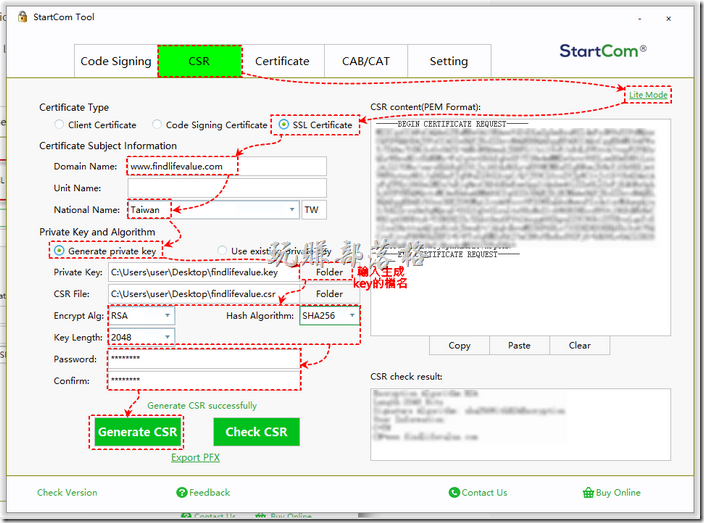 StartCom Tool
Code Signing
CSR
Certificate
CAB/CAT
Setting
StartCom®
Lite Mode
Certificate Type
Client Certificate
Code Signing Certificate
SSL Certificate
CSR content(PEM Format):
-----BEGIN CERTIFICATE REQUEST-----
Certificate Subject Information
Domain Name: www.findlifevalue.com
Unit Name:
National Name: Taiwan TW
Private Key and Algorithm
Generate private key
Use existing private key
CERTIFICATE REQUEST-----
玩賺部落格
Private Key: C:\Users\user\Desktop\findlifevalue.key Folder
輸入生成
key的檔名
CSR File: C:\Users\user\Desktop\findlifevalue.csr Folder
Encrypt Alg: RSA Hash Algorithm: SHA256
Key Length: 2048
Password: ********
Confirm: ********
Copy
Paste
Clear
CSR check result:
Generate CSR successfully
Generate CSR
Check CSR
Export PFX
Check Version
Feedback
Contact Us
Buy Online
Contact Us
Buy Online